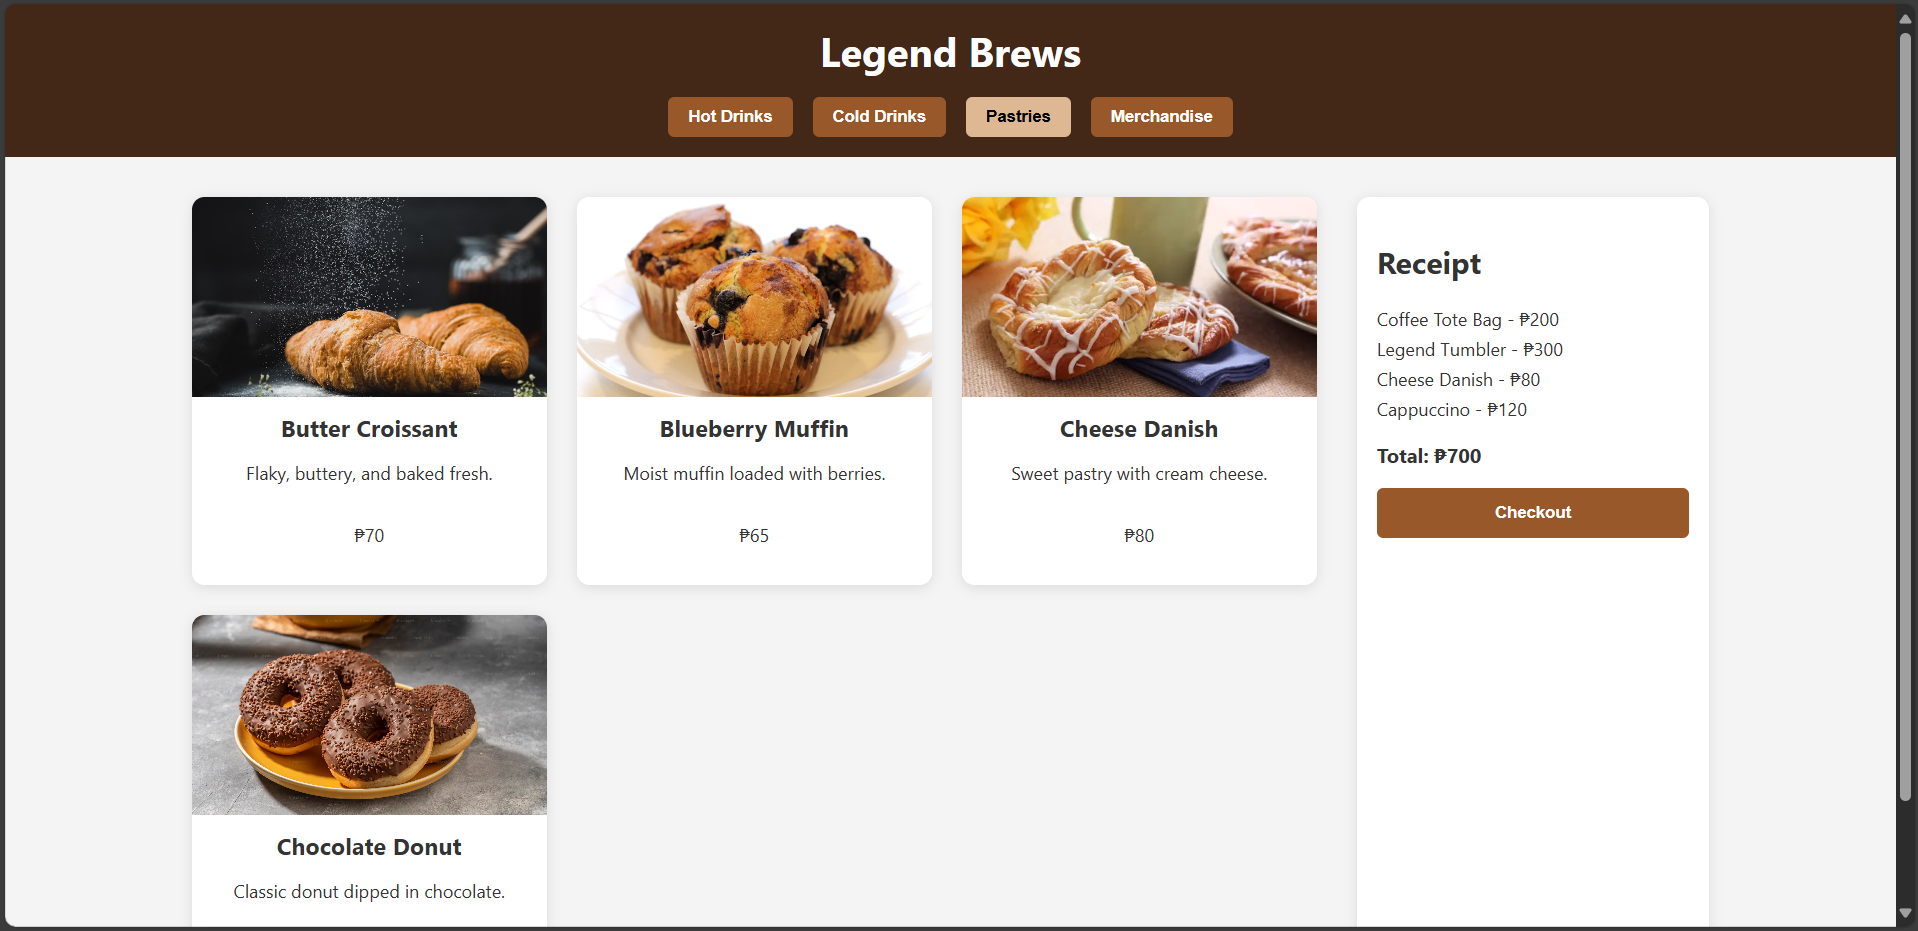 Legend Brews
Hot Drinks
Cold Drinks
Pastries
Merchandise
Butter Croissant
Flaky, buttery, and baked fresh.
₱70
Blueberry Muffin
Moist muffin loaded with berries.
₱65
Cheese Danish
Sweet pastry with cream cheese.
₱80
Chocolate Donut
Classic donut dipped in chocolate.
Receipt
Coffee Tote Bag - ₱200
Legend Tumbler - ₱300
Cheese Danish - ₱80
Cappuccino - ₱120
Total: ₱700
Checkout